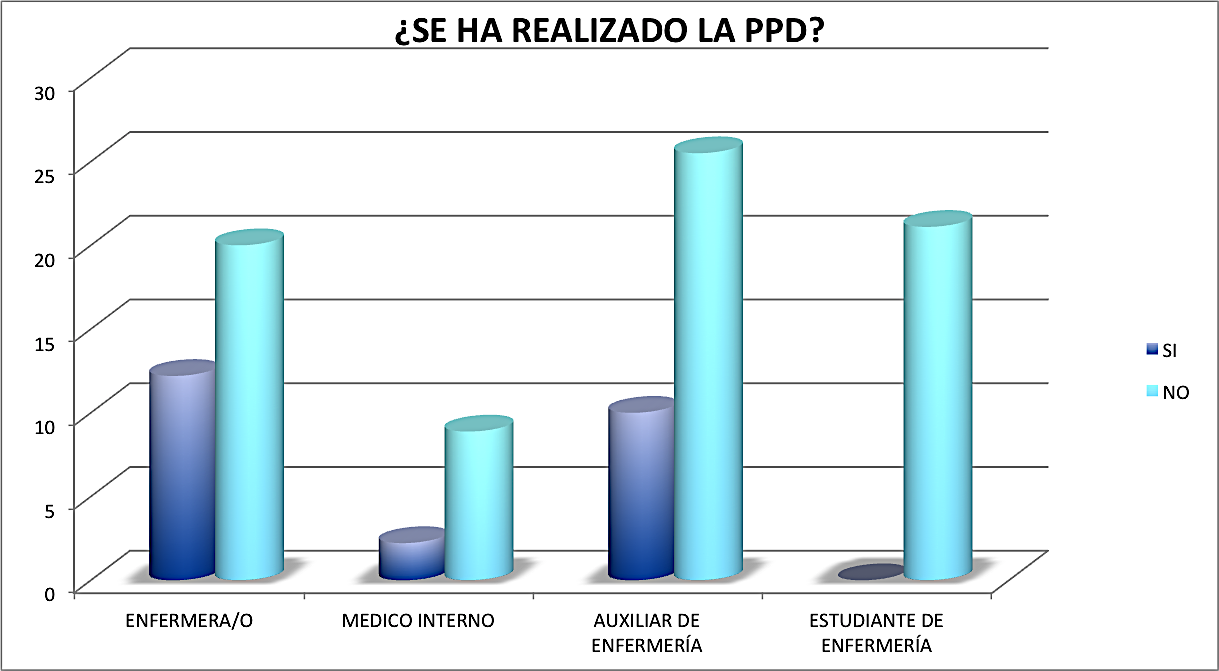 ¿SE HA REALIZADO LA PPD?
30
25
20
15
10
5
0
ENFERMERA/O
MEDICO INTERNO
AUXILIAR DE
ENFERMERÍA
ESTUDIANTE DE
ENFERMERÍA
SI
NO